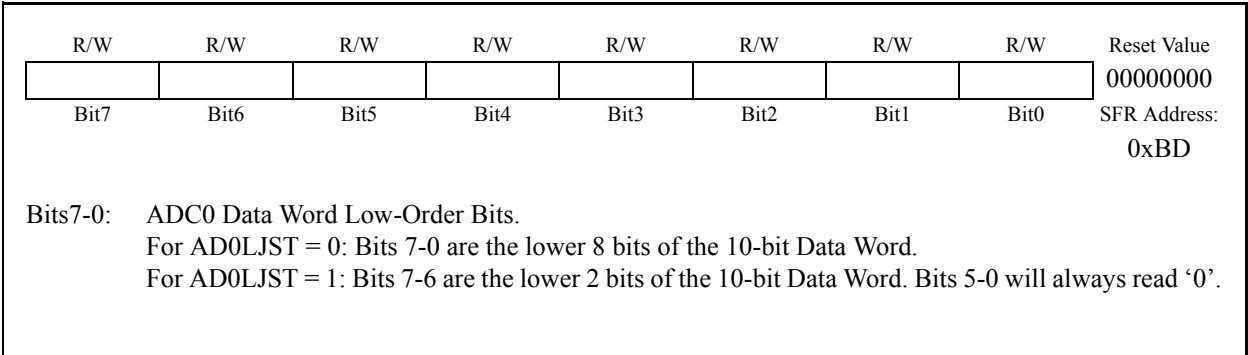 R/W R/W R/W R/W R/W R/W R/W R/W Reset Value
00000000
Bit7 Bit6 Bit5 Bit4 Bit3 Bit2 Bit1 Bit0 SFR Address:
0xBD
Bits7-0: ADC0 Data Word Low-Order Bits.
For AD0LJST = 0: Bits 7-0 are the lower 8 bits of the 10-bit Data Word.
For AD0LJST = 1: Bits 7-6 are the lower 2 bits of the 10-bit Data Word. Bits 5-0 will always read ‘0’.